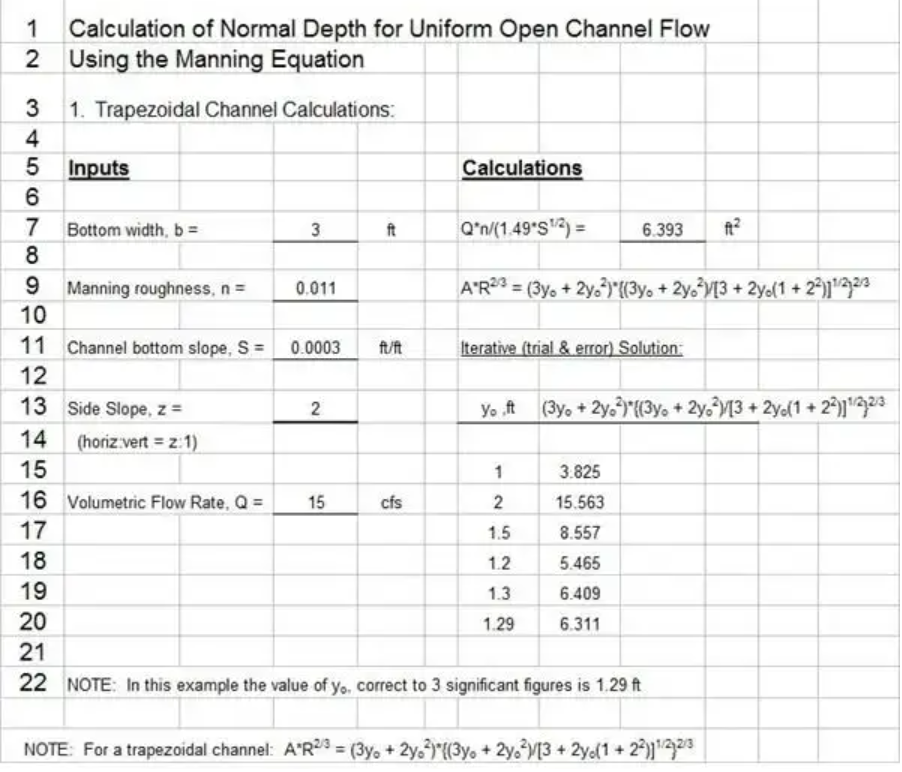 1 Calculation of Normal Depth for Uniform Open Channel Flow
2 Using the Manning Equation
3 1. Trapezoidal Channel Calculations:
4
5 Inputs Calculations
6
7 Bottom width, b = 3 ft Q*n/(1.49*S^1/2) = 6.393 ft²
8
9 Manning roughness, n = 0.011 A*R^2/3 = (3y₀ + 2y₀²)*{(3y₀ + 2y₀²)/[3 + 2y₀(1 + 2²)]^1/2}^2/3
10
11 Channel bottom slope, S = 0.0003 ft/ft Iterative (trial & error) Solution:
12
13 Side Slope, z = 2 y₀ ,ft (3y₀ + 2y₀²)*{(3y₀ + 2y₀²)/[3 + 2y₀(1 + 2²)]^1/2}^2/3
14 (horiz:vert = z:1)
15 1 3.825
16 Volumetric Flow Rate, Q = 15 cfs 2 15.563
17 1.5 8.557
18 1.2 5.465
19 1.3 6.409
20 1.29 6.311
21
22 NOTE: In this example the value of y₀, correct to 3 significant figures is 1.29 ft
NOTE: For a trapezoidal channel: A*R^2/3 = (3y₀ + 2y₀²)*{(3y₀ + 2y₀²)/[3 + 2y₀(1 + 2²)]^1/2}^2/3